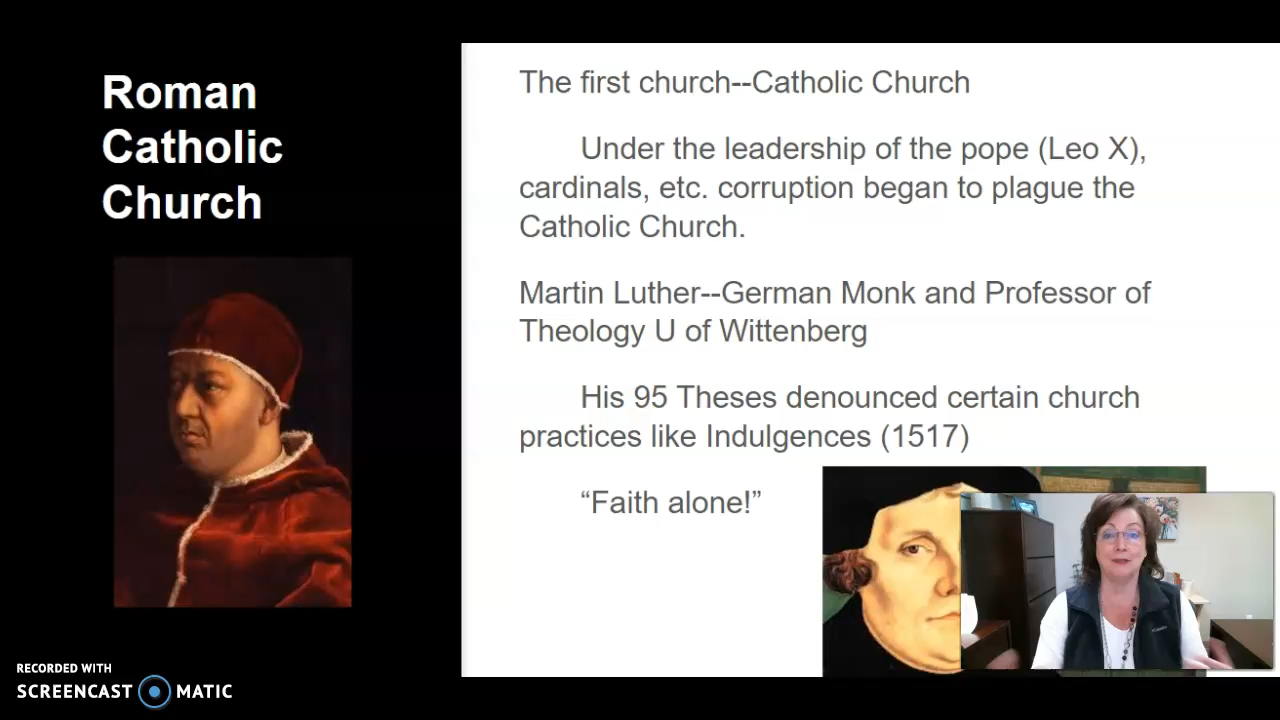 Roman
Catholic
Church
The first church--Catholic Church
Under the leadership of the pope (Leo X),
cardinals, etc. corruption began to plague the
Catholic Church.
Martin Luther--German Monk and Professor of
Theology U of Wittenberg
His 95 Theses denounced certain church
practices like Indulgences (1517)
“Faith alone!”
RECORDED WITH
SCREENCAST MATIC